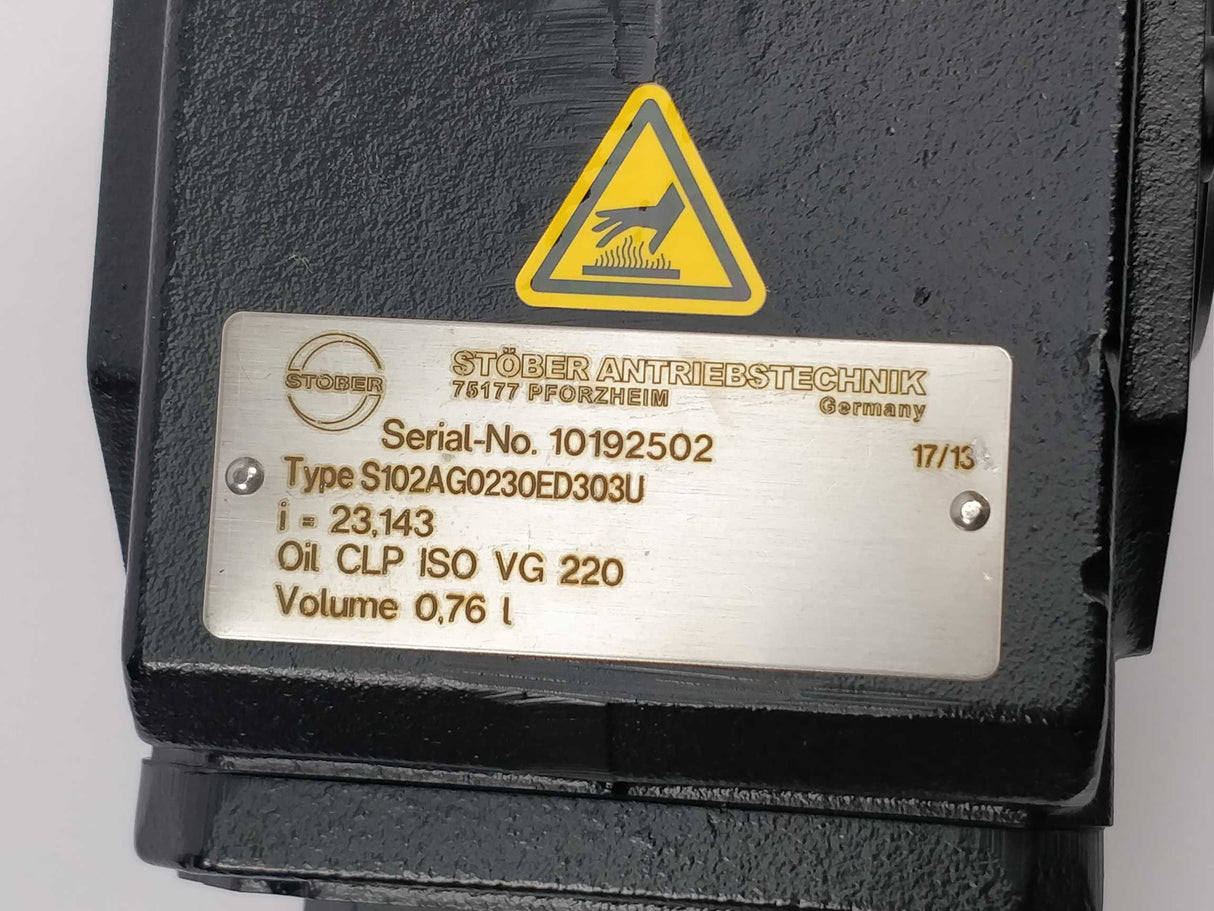 STÖBER
STÖBER ANTRIEBSTECHNIK
75177 PFORZHEIM Germany
Serial-No. 10192502 17/13
Type S102AG0230ED303U
i = 23,143
Oil CLP ISO VG 220
Volume 0,76 l